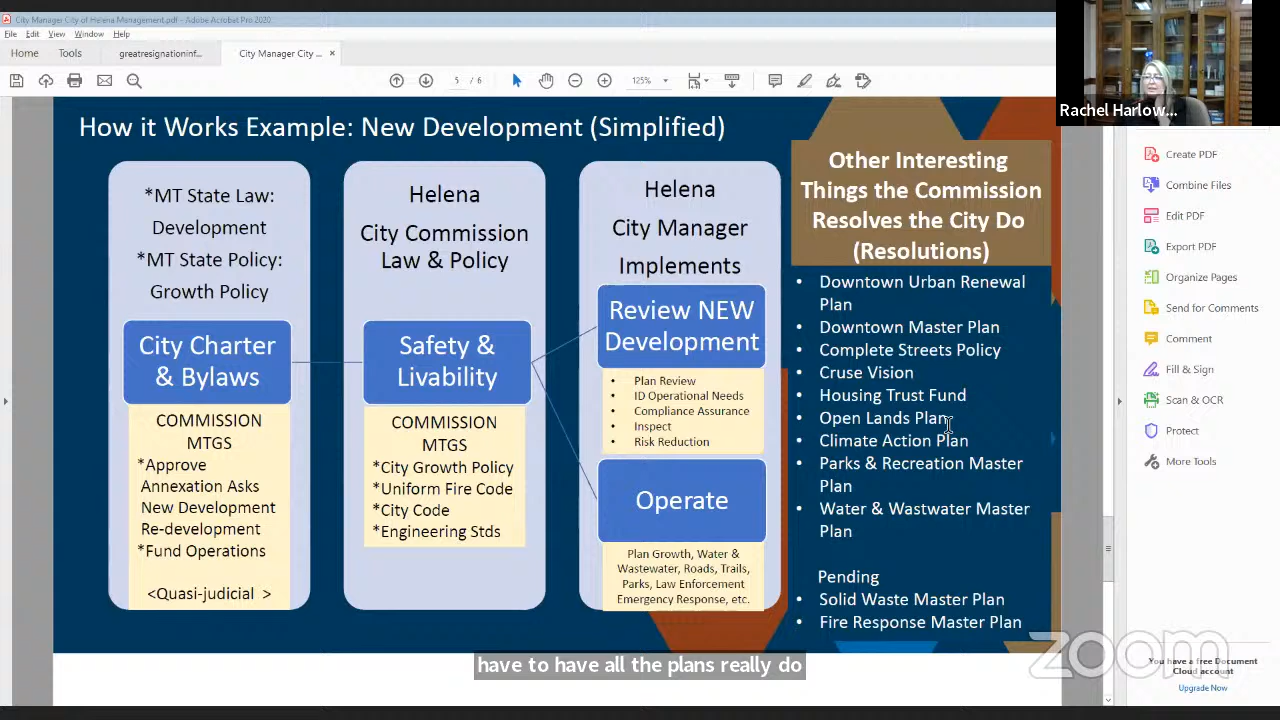 City Manager City of Helena Management.pdf - Adobe Acrobat Pro 2020
File Edit View Window Help
Home Tools greatresignationinf... City Manager City ... ×
5 / 6 125%
Rachel Harlow...
How it Works Example: New Development (Simplified)
*MT State Law:
Development
*MT State Policy:
Growth Policy
City Charter
& Bylaws
COMMISSION
MTGS
*Approve
Annexation Asks
New Development
Re-development
*Fund Operations
<Quasi-judicial >
Helena
City Commission
Law & Policy
Safety &
Livability
COMMISSION
MTGS
*City Growth Policy
*Uniform Fire Code
*City Code
*Engineering Stds
Helena
City Manager
Implements
Review NEW
Development
• Plan Review
• ID Operational Needs
• Compliance Assurance
• Inspect
• Risk Reduction
Operate
Plan Growth, Water &
Wastewater, Roads, Trails,
Parks, Law Enforcement
Emergency Response, etc.
Other Interesting
Things the Commission
Resolves the City Do
(Resolutions)
• Downtown Urban Renewal
Plan
• Downtown Master Plan
• Complete Streets Policy
• Cruse Vision
• Housing Trust Fund
• Open Lands Plan
• Climate Action Plan
• Parks & Recreation Master
Plan
• Water & Wastwater Master
Plan
Pending
• Solid Waste Master Plan
• Fire Response Master Plan
Create PDF
Combine Files
Edit PDF
Export PDF
Organize Pages
Send for Comments
Comment
Fill & Sign
Scan & OCR
Protect
More Tools
You have a free Document
Cloud account
Upgrade Now
zoom
have to have all the plans really do